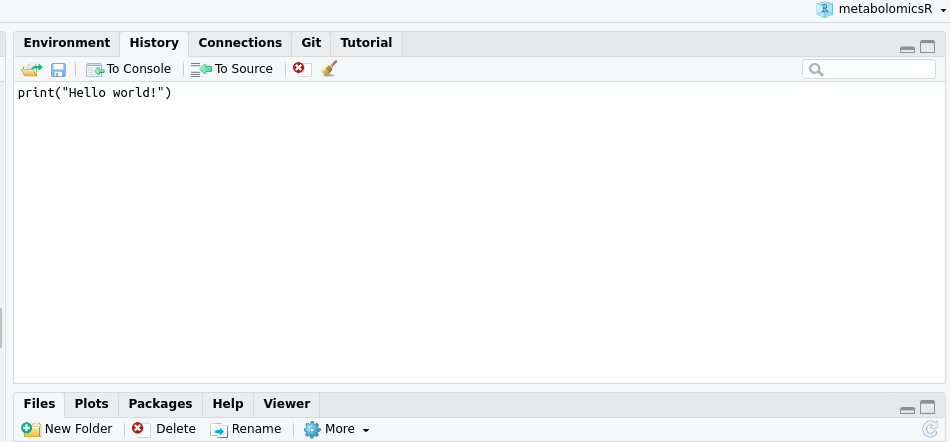 metabolomicsR
Environment History Connections Git Tutorial
To Console To Source
print("Hello world!")
Files Plots Packages Help Viewer
New Folder Delete Rename More